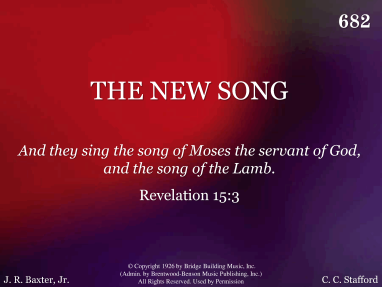 682
THE NEW SONG
And they sing the song of Moses the servant of God,
and the song of the Lamb.
Revelation 15:3
© Copyright 1926 by Bridge Building Music, Inc.
(Admin. by Brentwood-Benson Music Publishing, Inc.)
All Rights Reserved. Used by Permission
J. R. Baxter, Jr.
C. C. Stafford